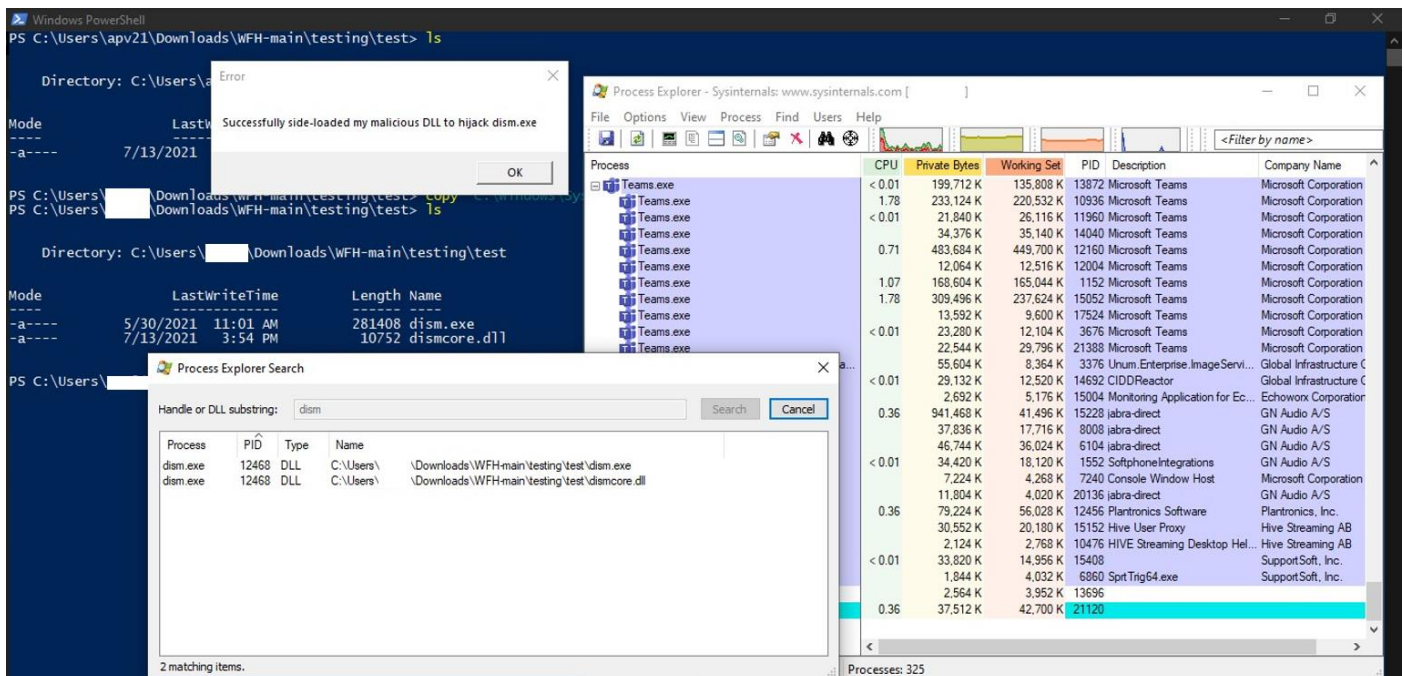 Windows PowerShell
PS C:\Users\apv21\Downloads\WFH-main\testing\test> ls
Directory: C:\Users\a
Mode LastW
---- -----
-a---- 7/13/2021
PS C:\Users\ \Downloads\WFH-main\testing\test> copy C:\Windows\Sy
PS C:\Users\ \Downloads\WFH-main\testing\test> ls
Directory: C:\Users\ \Downloads\WFH-main\testing\test
Mode LastWriteTime Length Name
---- ------------- ------ ----
-a---- 5/30/2021 11:01 AM 281408 dism.exe
-a---- 7/13/2021 3:54 PM 10752 dismcore.dll
PS C:\Users\
Error
Successfully side-loaded my malicious DLL to hijack dism.exe
OK
Process Explorer - Sysinternals: www.sysinternals.com [ ]
File Options View Process Find Users Help
<Filter by name>
Process CPU Private Bytes Working Set PID Description Company Name
Teams.exe < 0.01 199,712 K 135,808 K 13872 Microsoft Teams Microsoft Corporation
Teams.exe 1.78 233,124 K 220,532 K 10936 Microsoft Teams Microsoft Corporation
Teams.exe < 0.01 21,840 K 26,116 K 11960 Microsoft Teams Microsoft Corporation
Teams.exe 34,376 K 35,140 K 14040 Microsoft Teams Microsoft Corporation
Teams.exe 0.71 483,684 K 449,700 K 12160 Microsoft Teams Microsoft Corporation
Teams.exe 12,064 K 12,516 K 12004 Microsoft Teams Microsoft Corporation
Teams.exe 1.07 168,604 K 165,044 K 1152 Microsoft Teams Microsoft Corporation
Teams.exe 1.78 309,496 K 237,624 K 15052 Microsoft Teams Microsoft Corporation
Teams.exe 13,592 K 9,600 K 17524 Microsoft Teams Microsoft Corporation
Teams.exe < 0.01 23,280 K 12,104 K 3676 Microsoft Teams Microsoft Corporation
Teams.exe 22,544 K 29,796 K 21388 Microsoft Teams Microsoft Corporation
a... 55,604 K 8,364 K 3376 Unum.Enterprise.ImageServi... Global Infrastructure C
< 0.01 29,132 K 12,520 K 14692 CIDDReactor Global Infrastructure C
2,692 K 5,176 K 15004 Monitoring Application for Ec... Echoworx Corporation
0.36 941,468 K 41,496 K 15228 jabra-direct GN Audio A/S
37,836 K 17,716 K 8008 jabra-direct GN Audio A/S
46,744 K 36,024 K 6104 jabra-direct GN Audio A/S
< 0.01 34,420 K 18,120 K 1552 SoftphoneIntegrations GN Audio A/S
7,224 K 4,268 K 7240 Console Window Host Microsoft Corporation
11,804 K 4,020 K 20136 jabra-direct GN Audio A/S
0.36 79,224 K 56,028 K 12456 Plantronics Software Plantronics, Inc.
30,552 K 20,180 K 15152 Hive User Proxy Hive Streaming AB
2,124 K 2,768 K 10476 HIVE Streaming Desktop Hel... Hive Streaming AB
< 0.01 33,820 K 14,956 K 15408 SupportSoft, Inc.
1,844 K 4,032 K 6860 SprtTrig64.exe SupportSoft, Inc.
2,564 K 3,952 K 13696
0.36 37,512 K 42,700 K 21120
Processes: 325
Process Explorer Search
Handle or DLL substring: dism Search Cancel
Process PID Type Name
dism.exe 12468 DLL C:\Users\ \Downloads\WFH-main\testing\test\dism.exe
dism.exe 12468 DLL C:\Users\ \Downloads\WFH-main\testing\test\dismcore.dll
2 matching items.